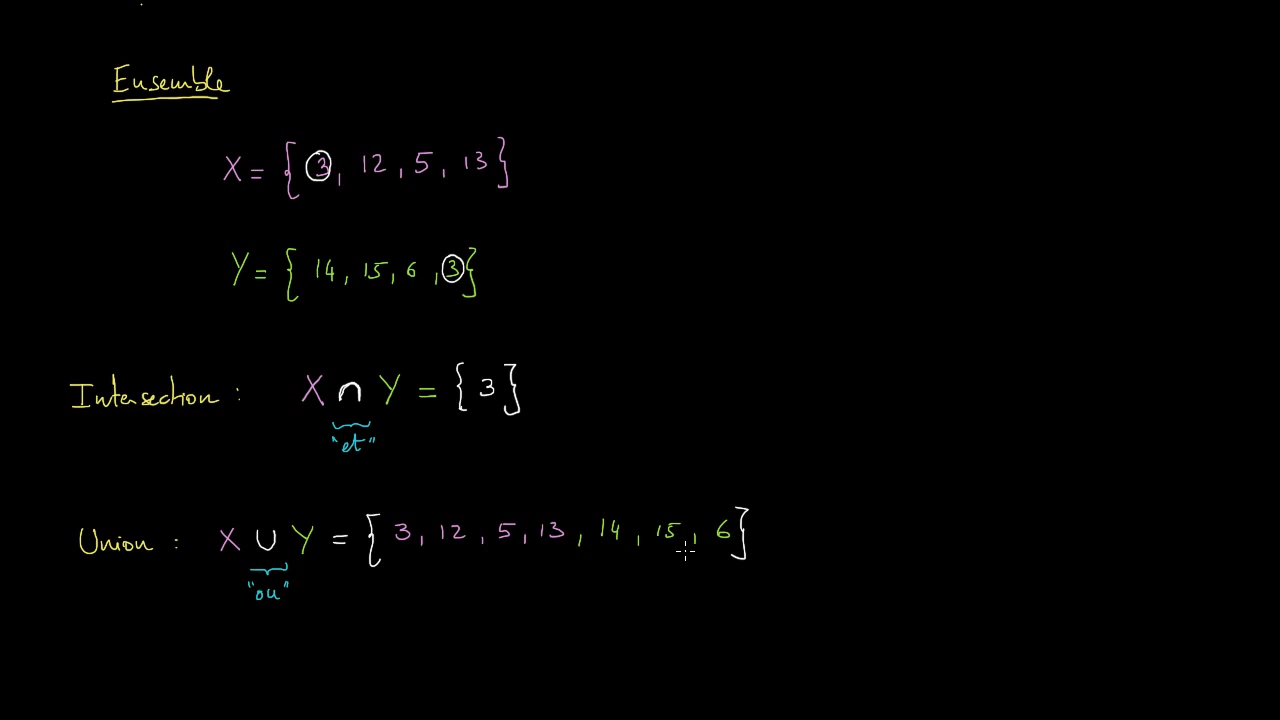 Ensemble
X = { 3, 12, 5, 13 }
Y = { 14, 15, 6, 3 }
Intersection : X ∩ Y = { 3 }
"et"
Union : X ∪ Y = { 3, 12, 5, 13, 14, 15, 6 }
"ou"